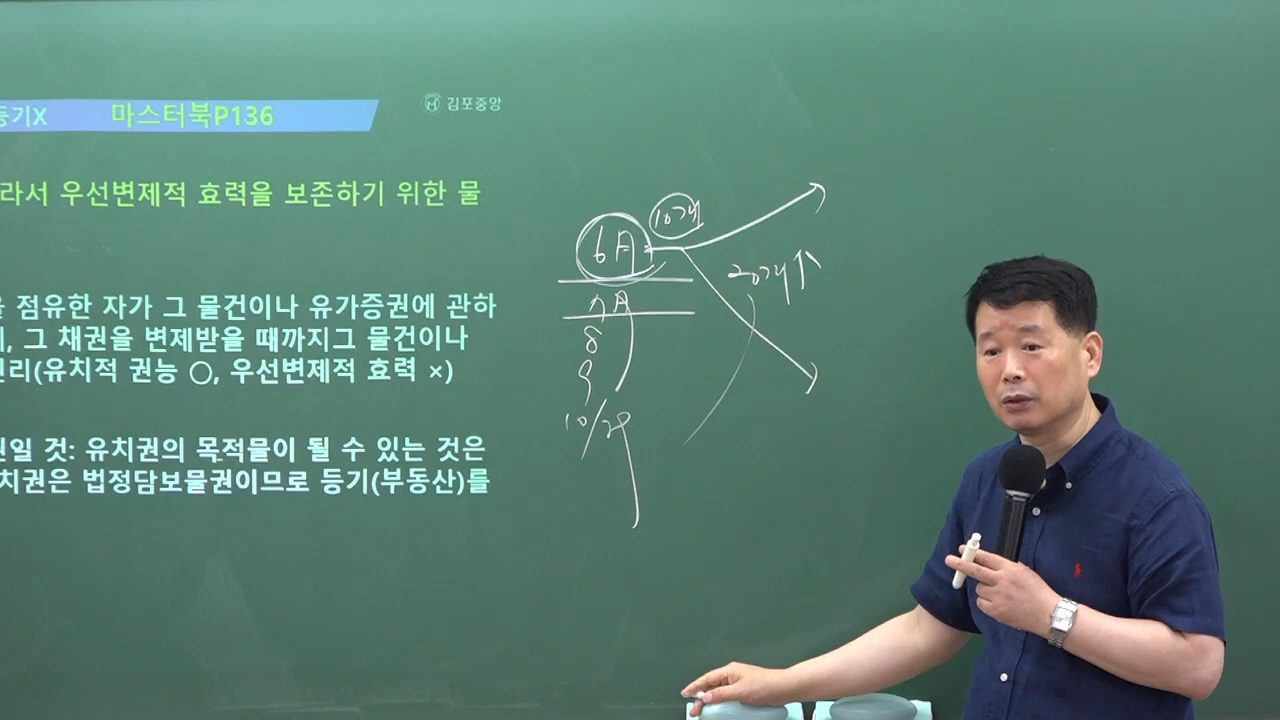 등기X 마스터북P136
김포중앙
라서 우선변제적 효력을 보존하기 위한 물
점유한 자가 그 물건이나 유가증권에 관하
, 그 채권을 변제받을 때까지그 물건이나
권리(유치적 권능 ○, 우선변제적 효력 ×)
일 것: 유치권의 목적물이 될 수 있는 것은
치권은 법정담보물권이므로 등기(부동산)를
10개
6月
20개↑
8
9
10/29